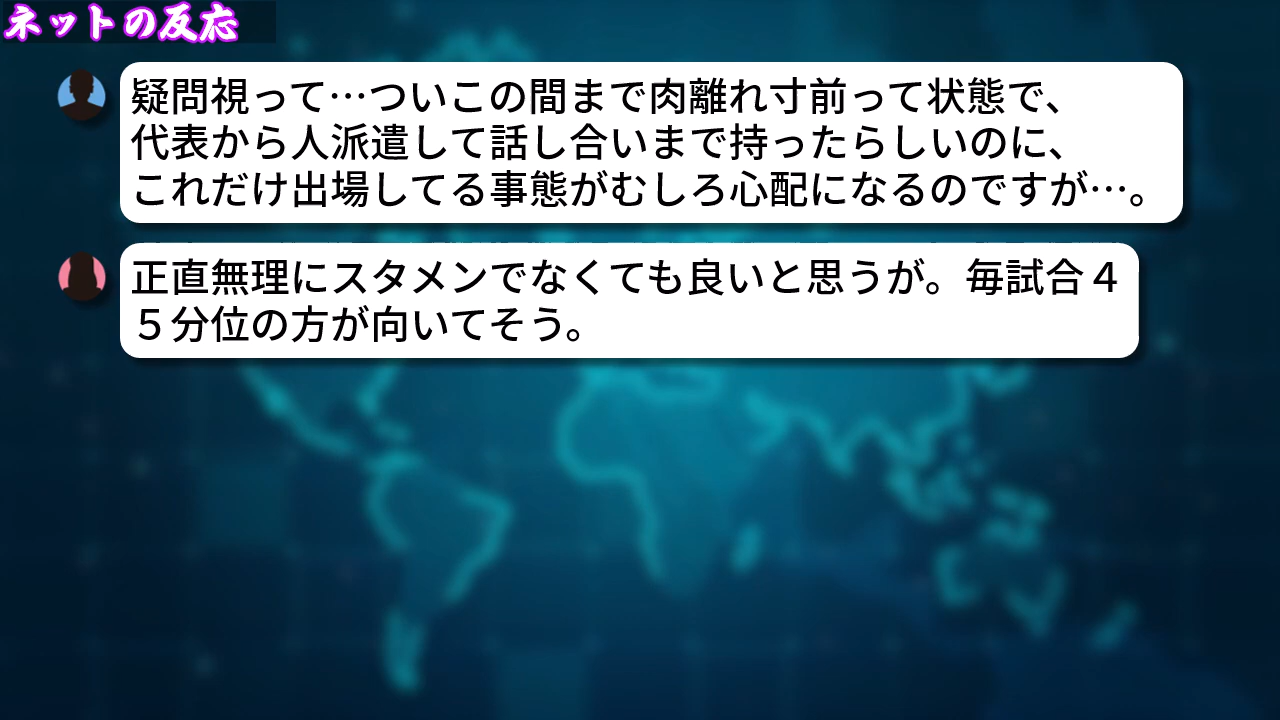 ネットの反応
疑問視って…ついこの間まで肉離れ寸前って状態で、
代表から人派遣して話し合いまで持ったらしいのに、
これだけ出場してる事態がむしろ心配になるのですが…。
正直無理にスタメンでなくても良いと思うが。毎試合４
５分位の方が向いてそう。